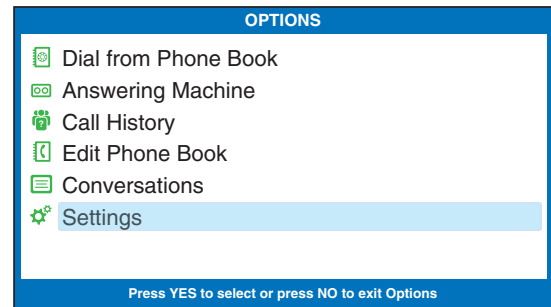 OPTIONS
Dial from Phone Book
Answering Machine
Call History
Edit Phone Book
Conversations
Settings
Press YES to select or press NO to exit Options